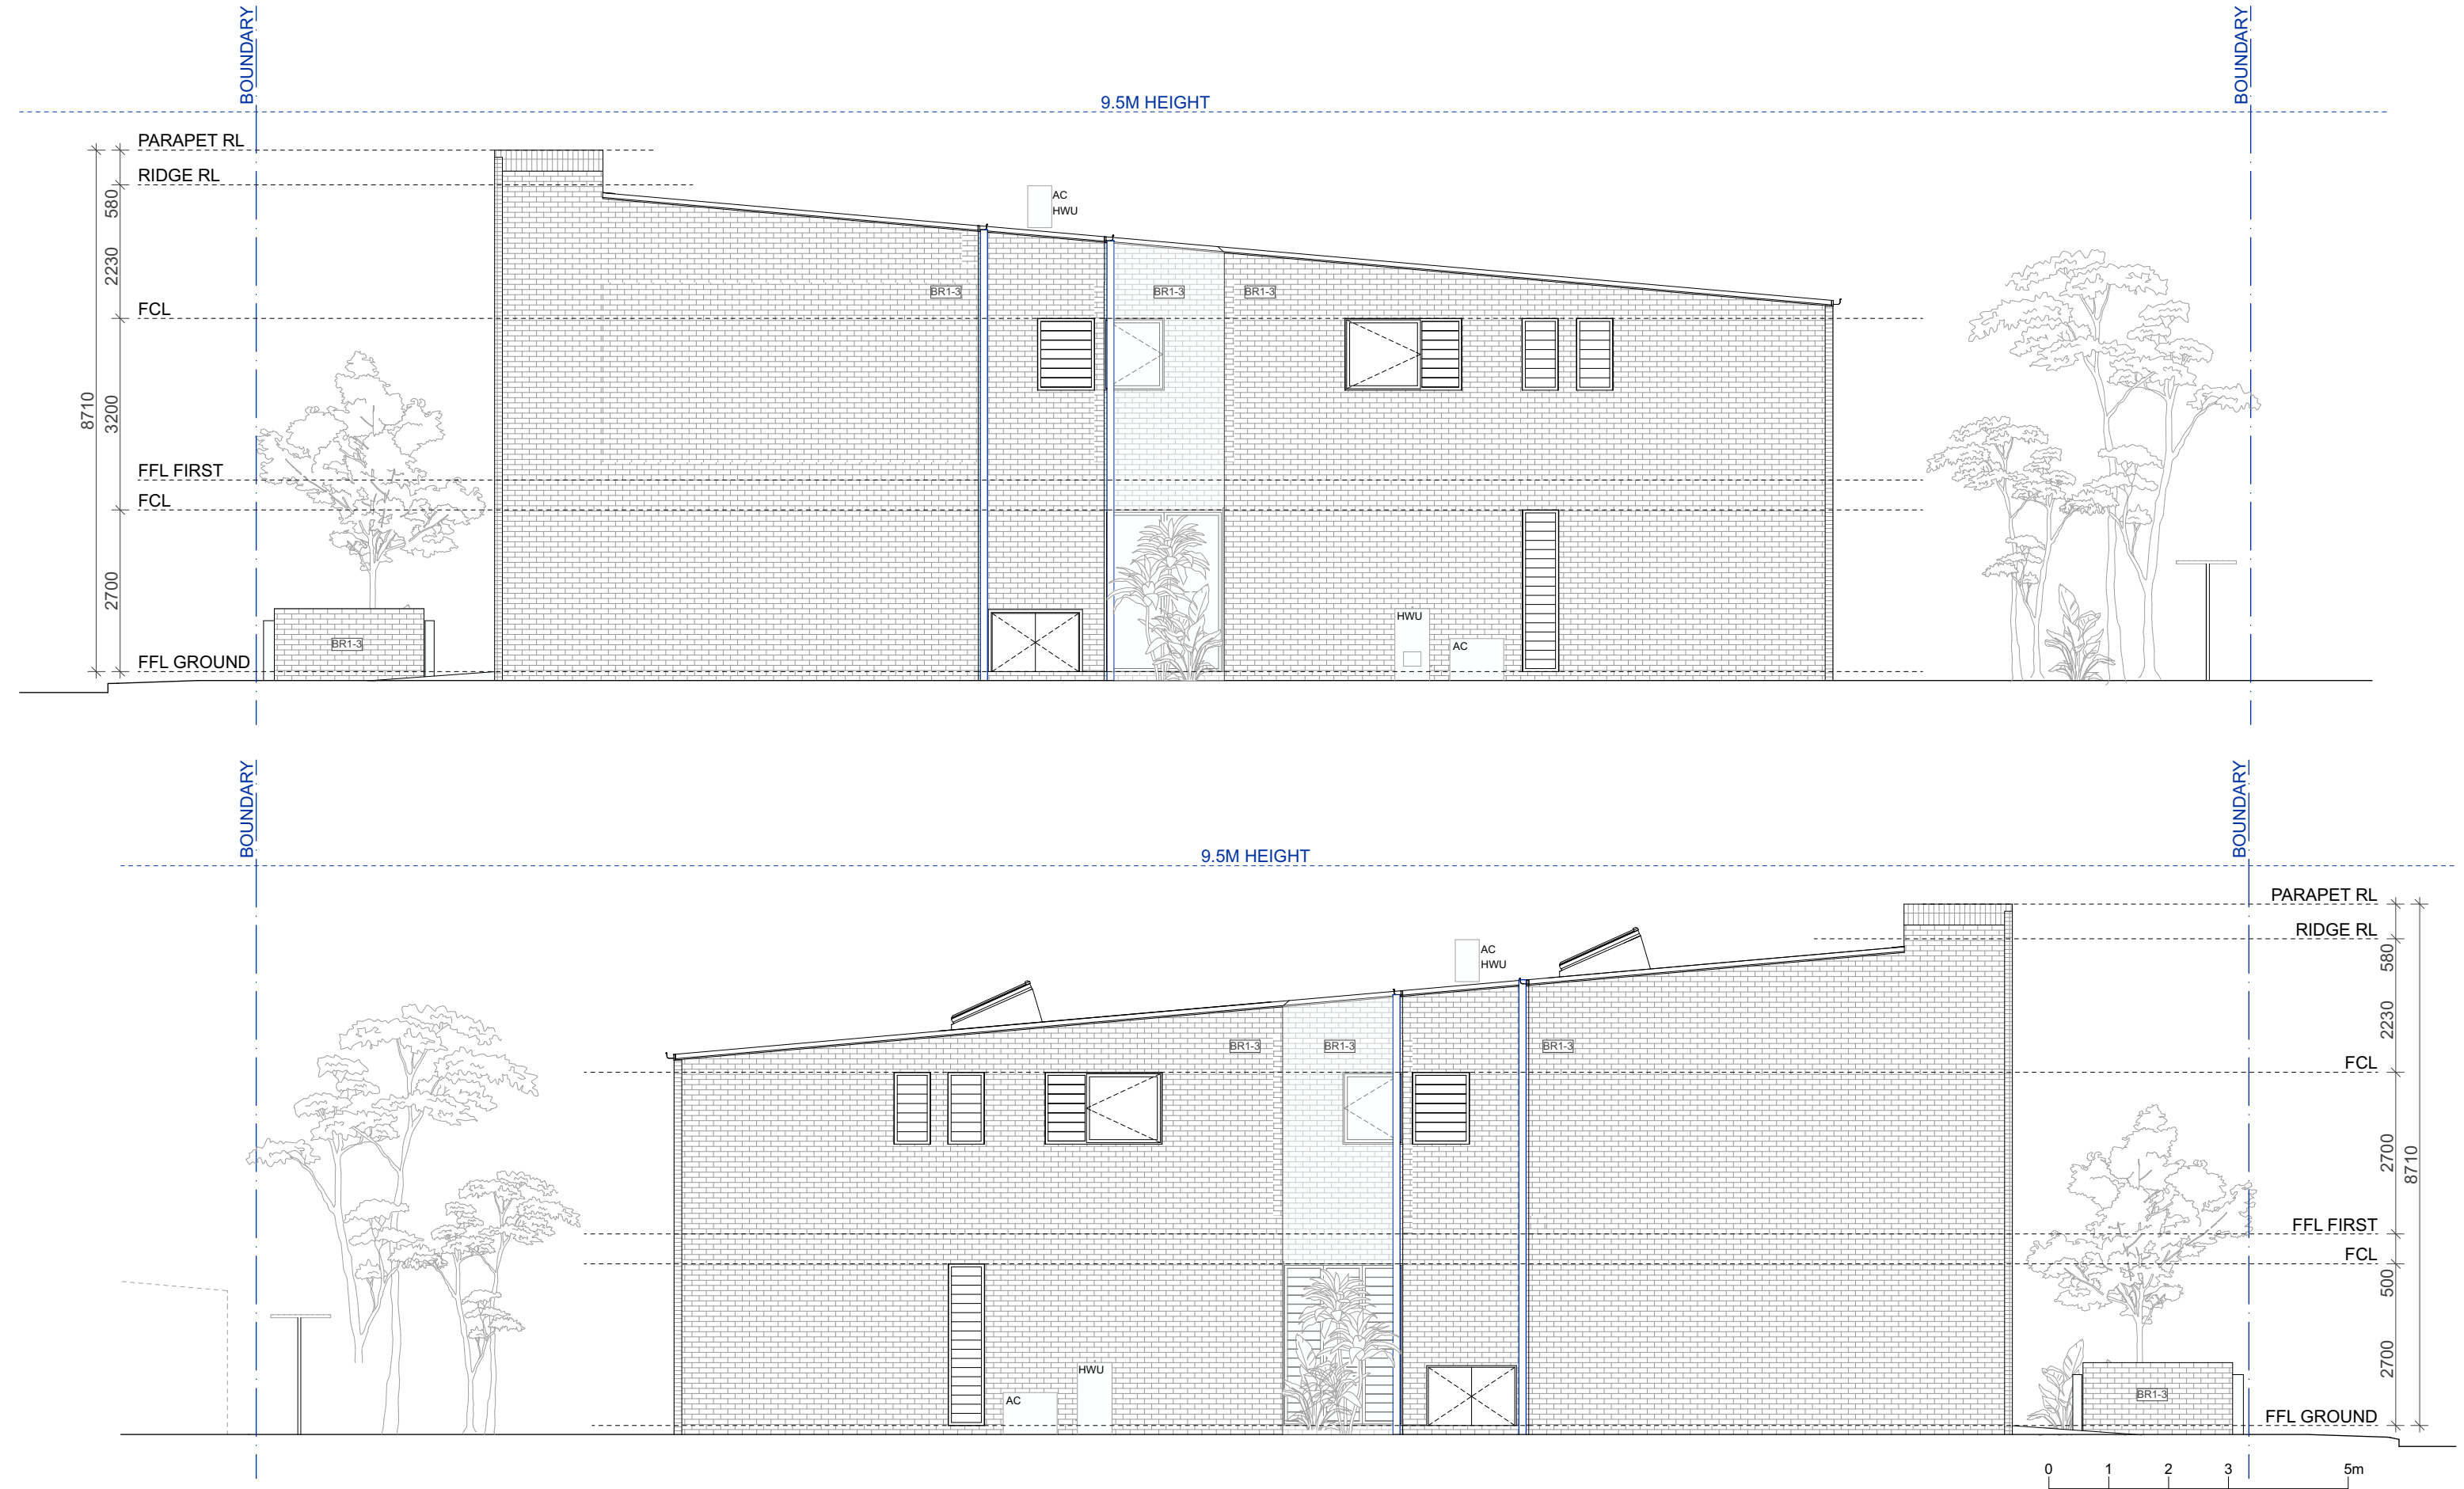 BOUNDARY
BOUNDARY
9.5M HEIGHT
PARAPET RL
RIDGE RL
580
AC
HWU
2230
BR1-3
BR1-3
BR1-3
FCL
8710
3200
FFL FIRST
FCL
2700
HWU
AC
BR1-3
FFL GROUND
BOUNDARY
BOUNDARY
9.5M HEIGHT
PARAPET RL
RIDGE RL
580
AC
HWU
2230
BR1-3
BR1-3
BR1-3
FCL
2700
8710
FFL FIRST
FCL
500
2700
HWU
AC
BR1-3
FFL GROUND
0 1 2 3 5m